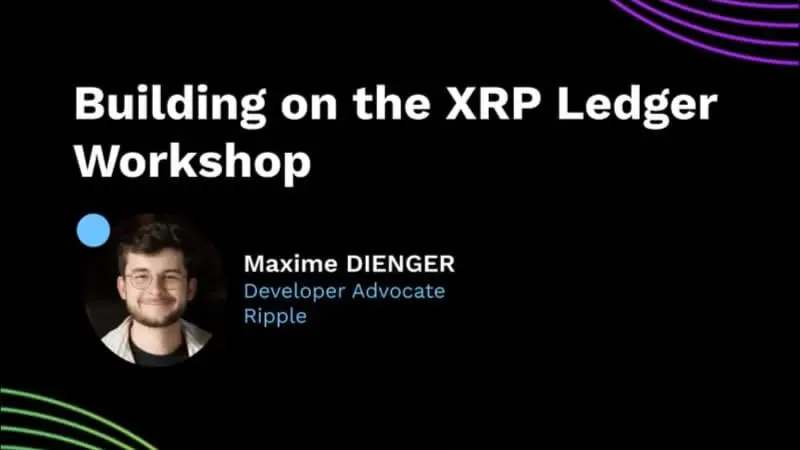 Building on the XRP Ledger
Workshop
Maxime DIENGER
Developer Advocate
Ripple